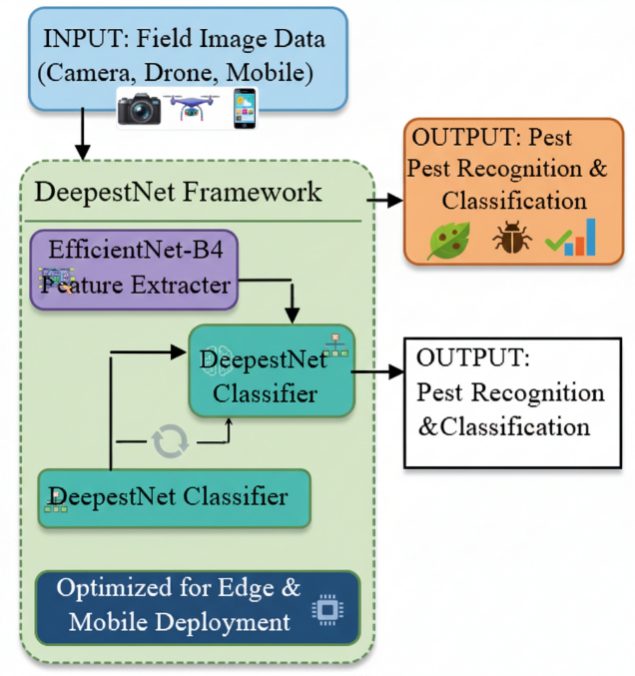 INPUT: Field Image Data
(Camera, Drone, Mobile)
OUTPUT: Pest
Pest Recognition &
Classification
DeepestNet Framework
EfficientNet-B4
Feature Extracter
DeepestNet
Classifier
OUTPUT:
Pest Recognition
&Classification
DeepestNet Classifier
Optimized for Edge &
Mobile Deployment